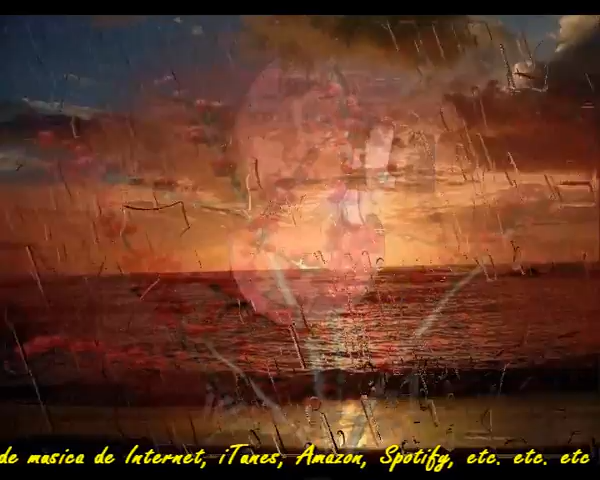 de musica de Internet, iTunes, Amazon, Spotify, etc. etc. etc